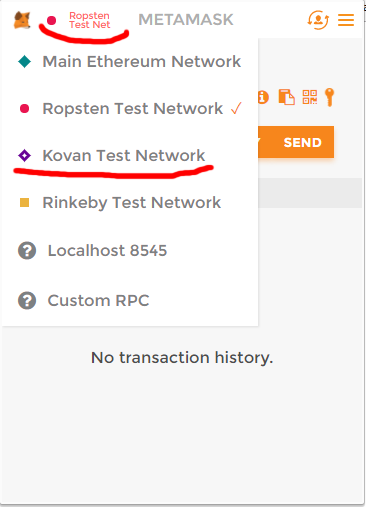 Ropsten
Test Net
METAMASK
Main Ethereum Network
Ropsten Test Network ✓
Kovan Test Network
SEND
Rinkeby Test Network
? Localhost 8545
? Custom RPC
No transaction history.